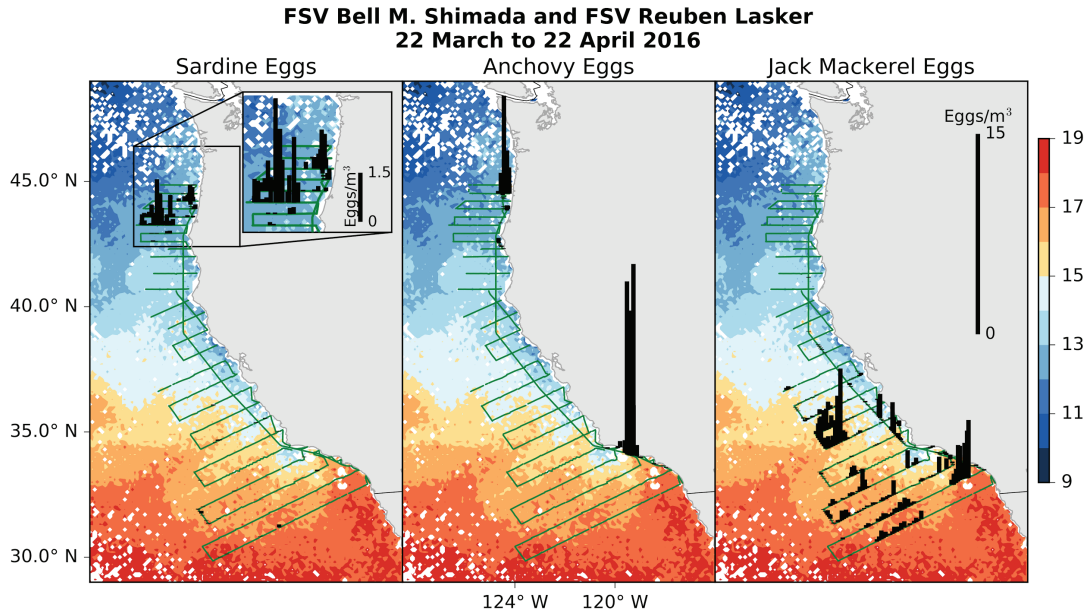 FSV Bell M. Shimada and FSV Reuben Lasker
22 March to 22 April 2016
Sardine Eggs
Anchovy Eggs
Jack Mackerel Eggs
Eggs/m³
1.5
0
Eggs/m³
15
0
45.0° N
40.0° N
35.0° N
30.0° N
124° W
120° W
19
17
15
13
11
9